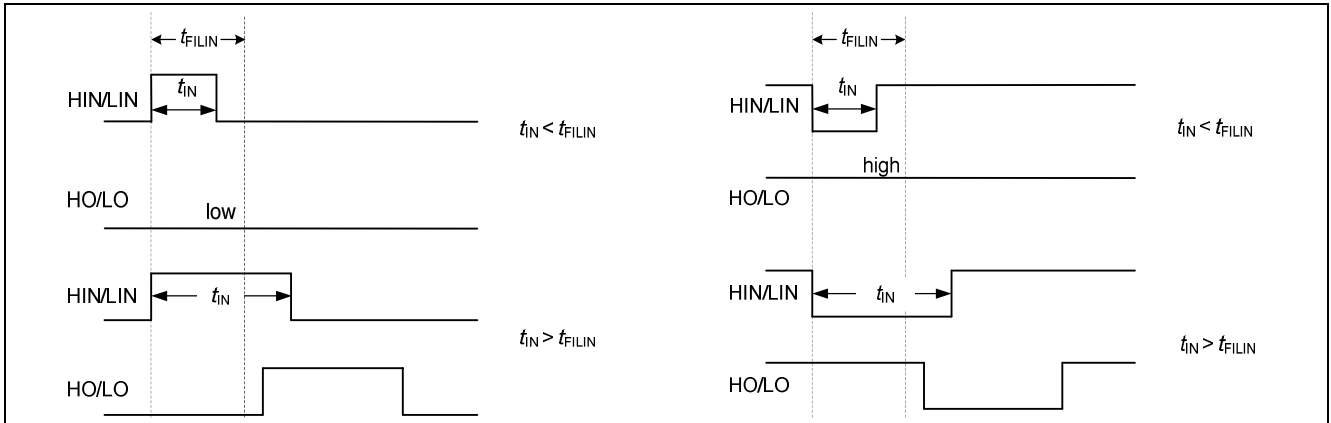 tFILIN
HIN/LIN
tIN
tIN < tFILIN
HO/LO
low
HIN/LIN
tIN
tIN > tFILIN
HO/LO
tFILIN
HIN/LIN
tIN
tIN < tFILIN
high
HO/LO
HIN/LIN
tIN
tIN > tFILIN
HO/LO